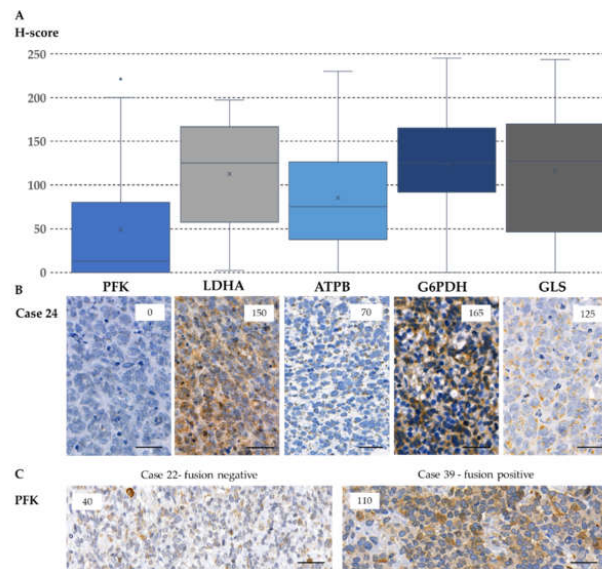 A
H-score
250
200
150
100
50
0
PFK LDHA ATPB G6PDH GLS
B
Case 24 0 150 70 165 125
C Case 22- fusion negative Case 39 - fusion positive
PFK 40 110